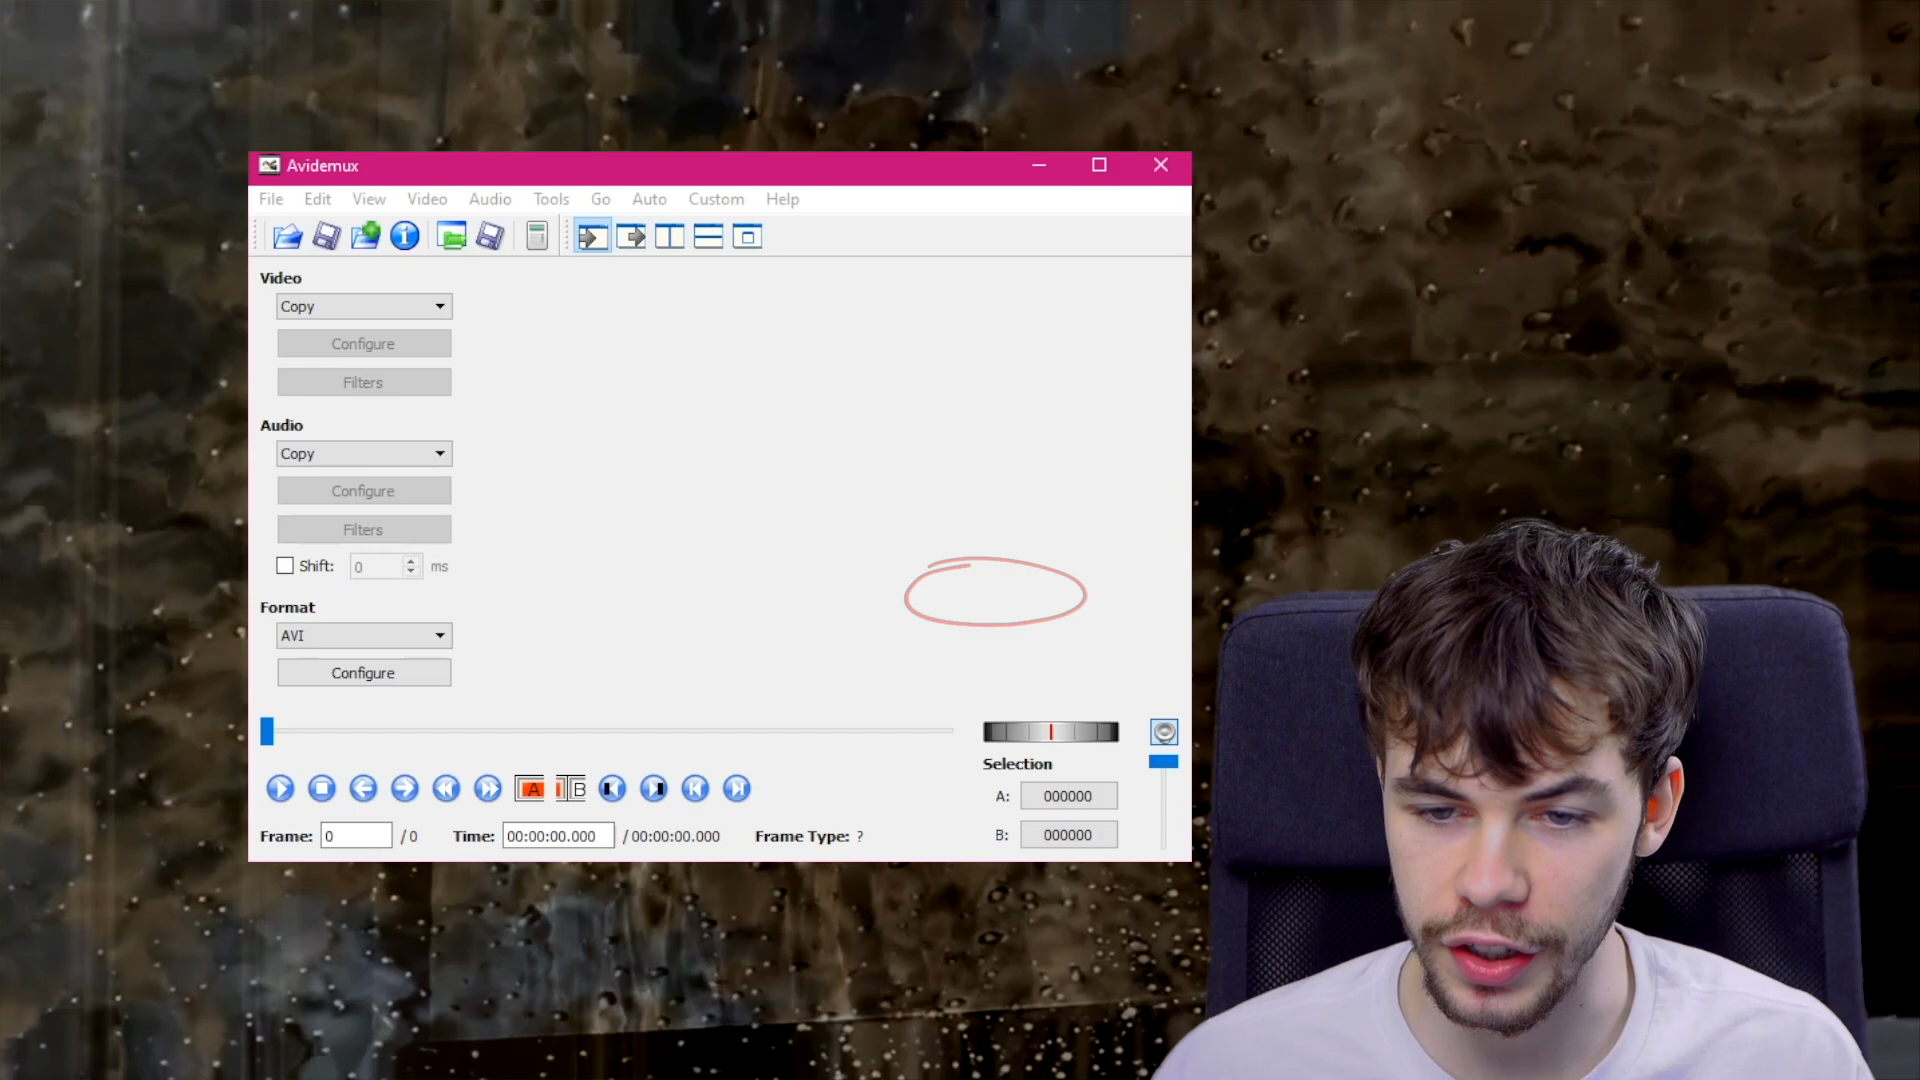 Avidemux
File Edit View Video Audio Tools Go Auto Custom Help
Video
Copy
Configure
Filters
Audio
Copy
Configure
Filters
Shift: 0 ms
Format
AVI
Configure
A B
Selection
A: 000000
B: 000000
Frame: 0 / 0 Time: 00:00:00.000 / 00:00:00.000 Frame Type: ?